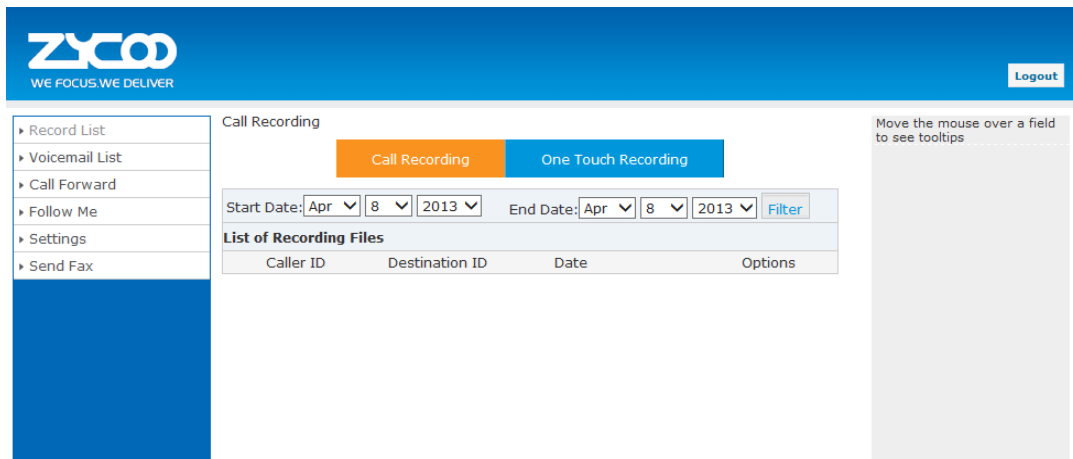 ZYCOO
WE FOCUS.WE DELIVER
Logout
Record List
Voicemail List
Call Forward
Follow Me
Settings
Send Fax
Call Recording
Call Recording One Touch Recording
Start Date: Apr 8 2013 End Date: Apr 8 2013 Filter
List of Recording Files
Caller ID Destination ID Date Options
Move the mouse over a field
to see tooltips